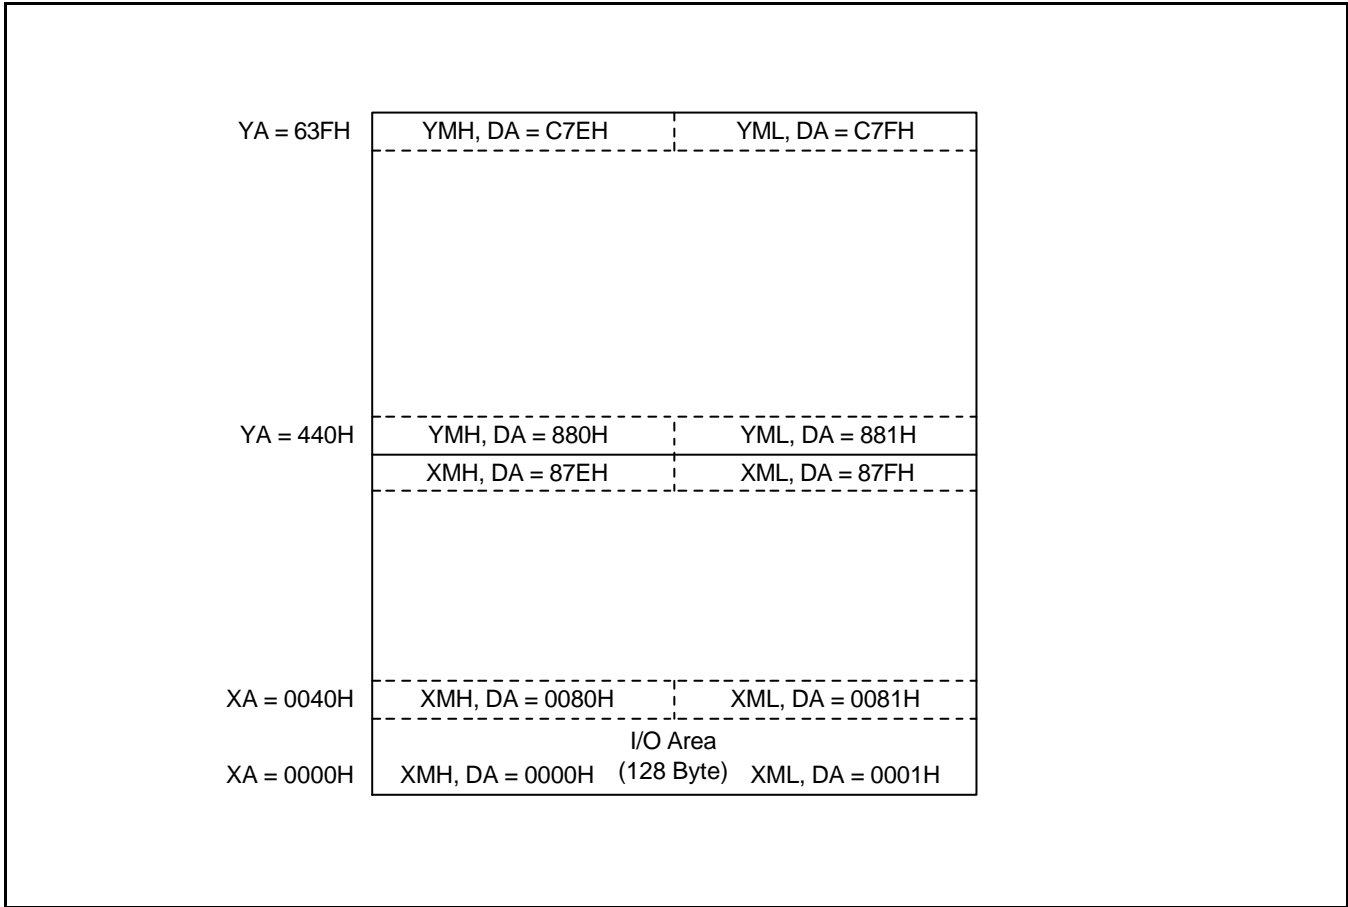 YA = 63FH YMH, DA = C7EH YML, DA = C7FH
YA = 440H YMH, DA = 880H YML, DA = 881H
XMH, DA = 87EH XML, DA = 87FH
XA = 0040H XMH, DA = 0080H XML, DA = 0081H
I/O Area
XA = 0000H XMH, DA = 0000H (128 Byte) XML, DA = 0001H